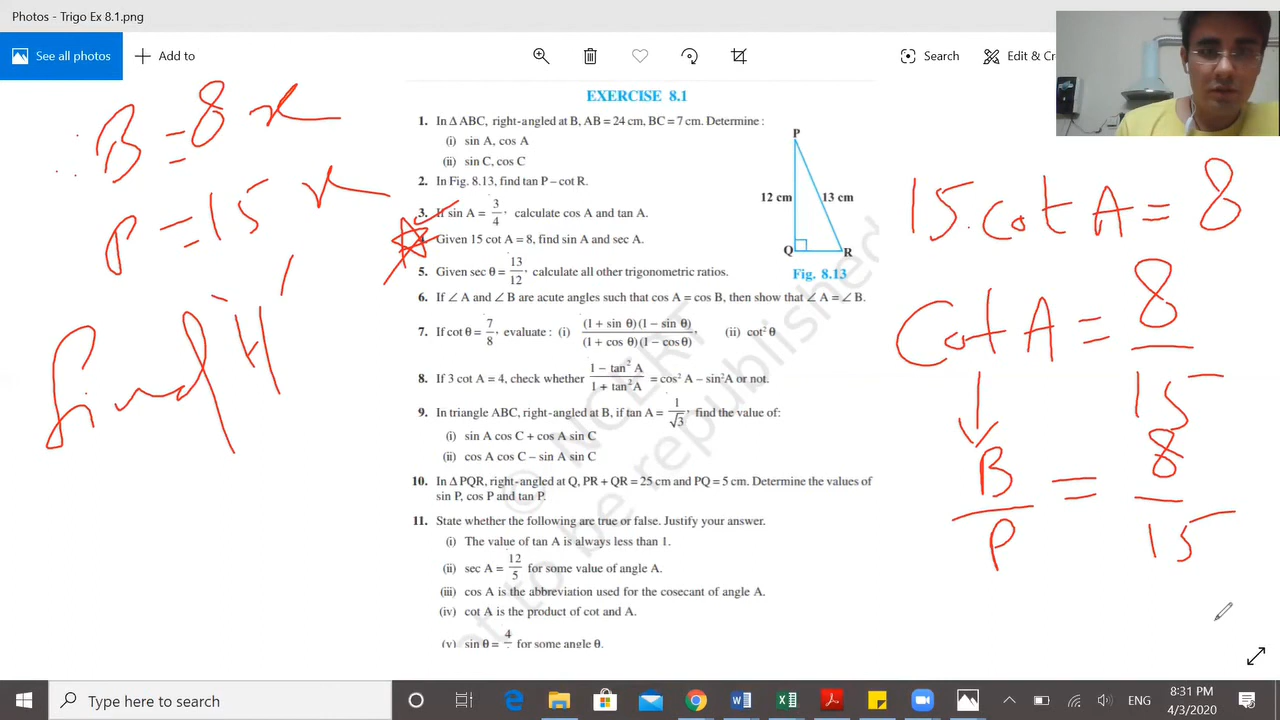 Photos - Trigo Ex 8.1.png
See all photos
Add to
Search
Edit & Cr
∴ B = 8x
P = 15x
find 'H'
EXERCISE 8.1
1. In Δ ABC, right-angled at B, AB = 24 cm, BC = 7 cm. Determine :
(i) sin A, cos A
(ii) sin C, cos C
2. In Fig. 8.13, find tan P – cot R.
3. If sin A = 3/4, calculate cos A and tan A.
Given 15 cot A = 8, find sin A and sec A.
5. Given sec θ = 13/12, calculate all other trigonometric ratios.
6. If ∠ A and ∠ B are acute angles such that cos A = cos B, then show that ∠ A = ∠ B.
7. If cot θ = 7/8, evaluate : (i) (1 + sin θ)(1 – sin θ)/(1 + cos θ)(1 – cos θ), (ii) cot² θ
8. If 3 cot A = 4, check whether (1 – tan² A)/(1 + tan² A) = cos² A – sin² A or not.
9. In triangle ABC, right-angled at B, if tan A = 1/√3, find the value of:
(i) sin A cos C + cos A sin C
(ii) cos A cos C – sin A sin C
10. In Δ PQR, right-angled at Q, PR + QR = 25 cm and PQ = 5 cm. Determine the values of
sin P, cos P and tan P.
11. State whether the following are true or false. Justify your answer.
(i) The value of tan A is always less than 1.
(ii) sec A = 12/5 for some value of angle A.
(iii) cos A is the abbreviation used for the cosecant of angle A.
(iv) cot A is the product of cot and A.
(v) sin θ = 4/ for some angle θ.
P
12 cm
13 cm
Q
R
Fig. 8.13
© NCERT
not to be republished
15.cot A = 8
Cot A = 8/15
B/P = 8/15
Type here to search
ENG
8:31 PM
4/3/2020